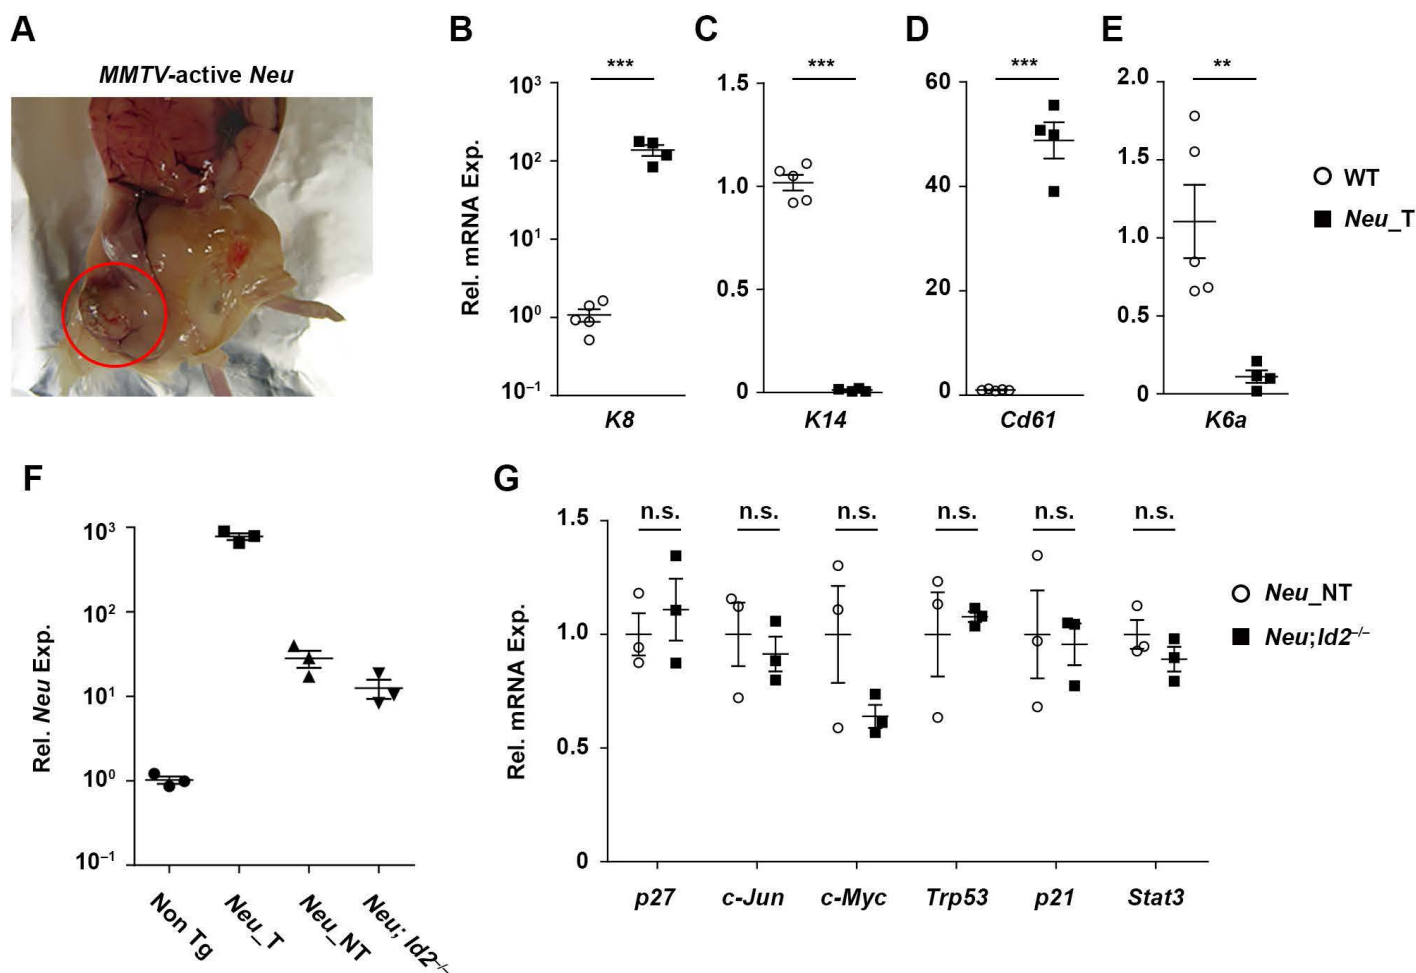 A
MMTV-active Neu
B
***
10³
10²
10¹
10⁰
10⁻¹
Rel. mRNA Exp.
K8
C
***
1.5
1.0
0.5
0
K14
D
***
60
40
20
0
Cd61
E
**
2.0
1.5
1.0
0.5
0
K6a
WT
Neu_T
F
10³
10²
10¹
10⁰
10⁻¹
Rel. Neu Exp.
Non Tg
Neu_T
Neu_NT
Neu; Id2⁻/⁻
G
1.5
1.0
0.5
0
Rel. mRNA Exp.
n.s. n.s. n.s. n.s. n.s. n.s.
p27 c-Jun c-Myc Trp53 p21 Stat3
Neu_NT
Neu;Id2⁻/⁻